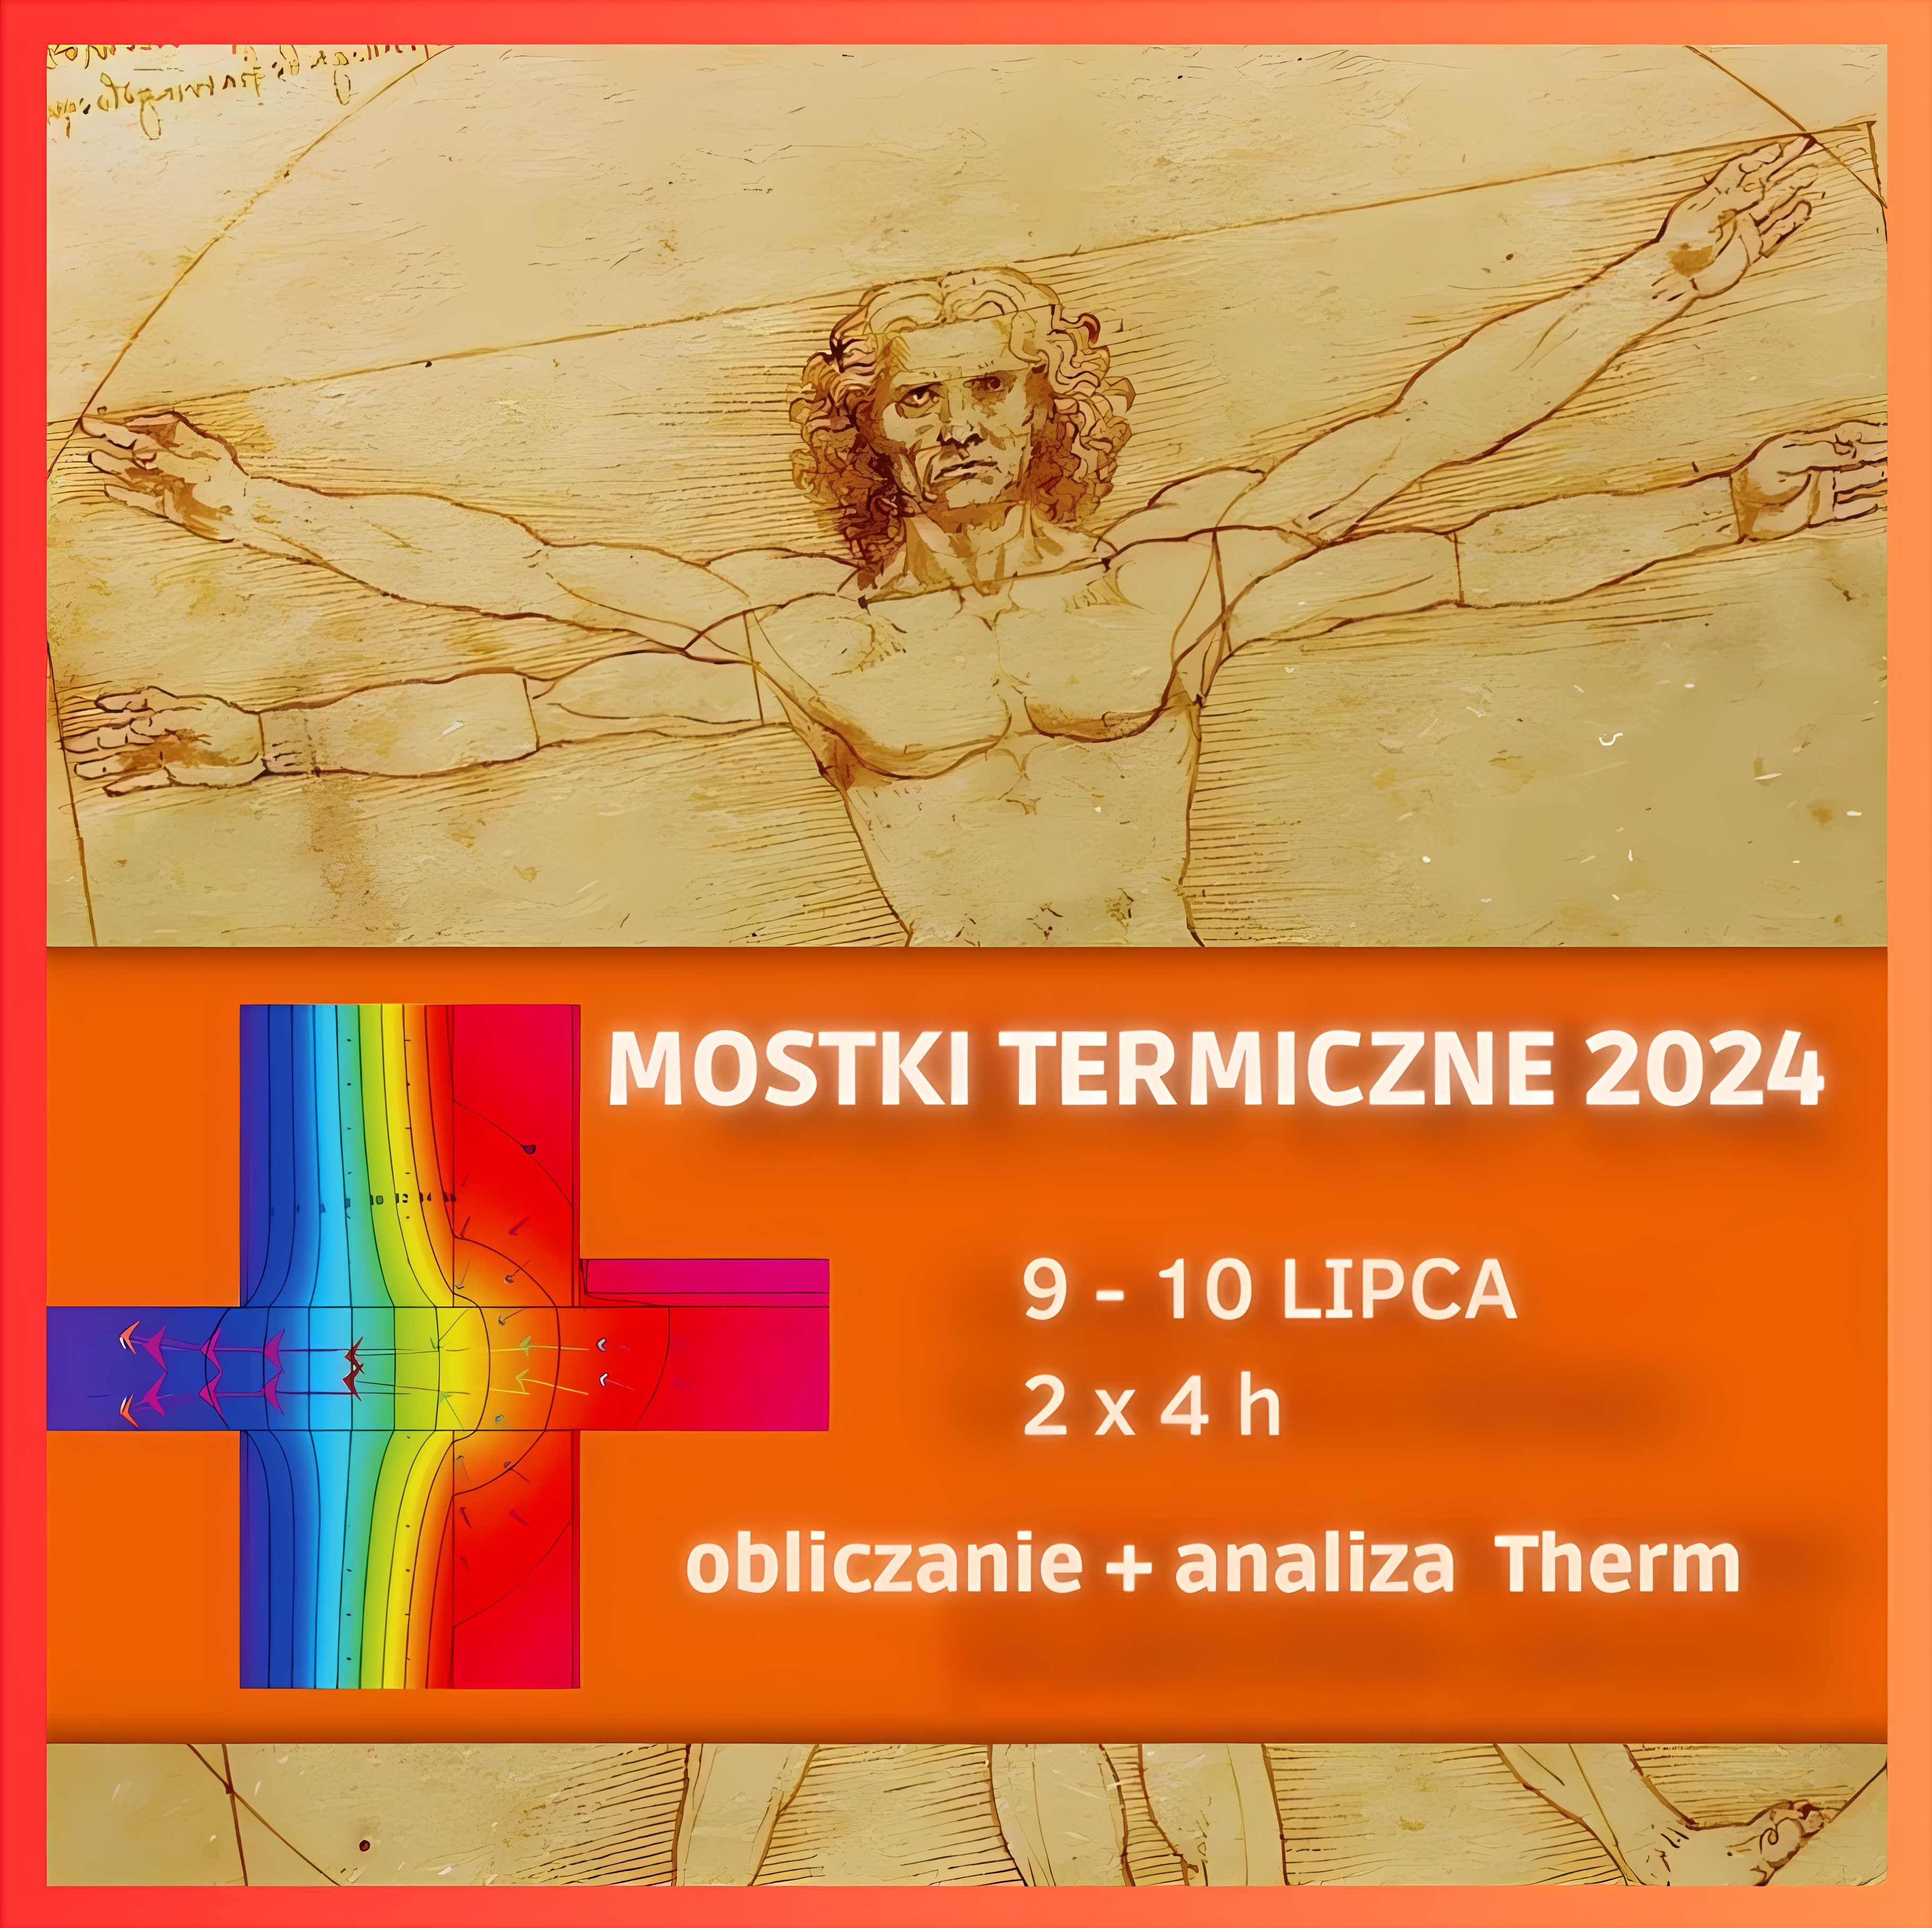 MOSTKI TERMICZNE 2024
9 - 10 LIPCA
2 x 4 h
obliczanie + analiza Therm